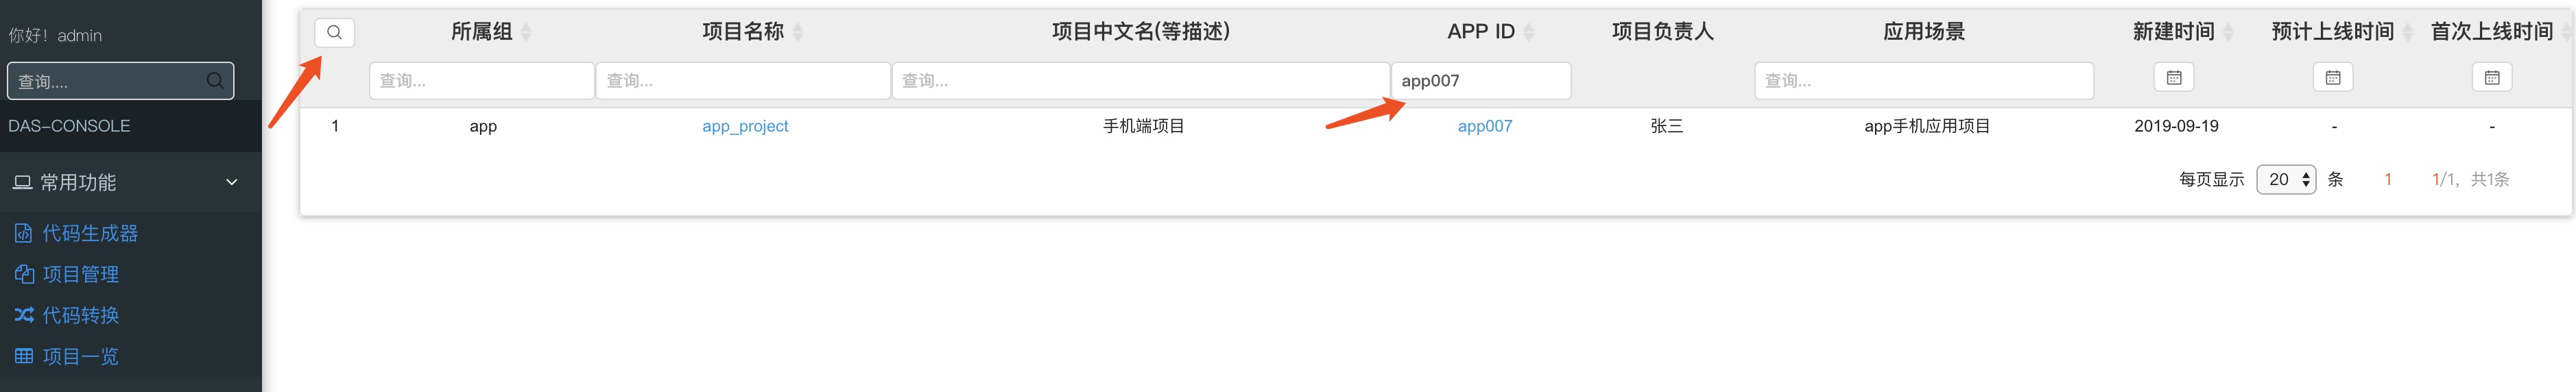 你好！admin
查询....
DAS-CONSOLE
常用功能
代码生成器
项目管理
代码转换
项目一览
所属组 项目名称 项目中文名(等描述) APP ID 项目负责人 应用场景 新建时间 预计上线时间 首次上线时间
查询... 查询... 查询... app007 查询...
1 app app_project 手机端项目 app007 张三 app手机应用项目 2019-09-19 - -
每页显示 20 条 1 1/1, 共1条